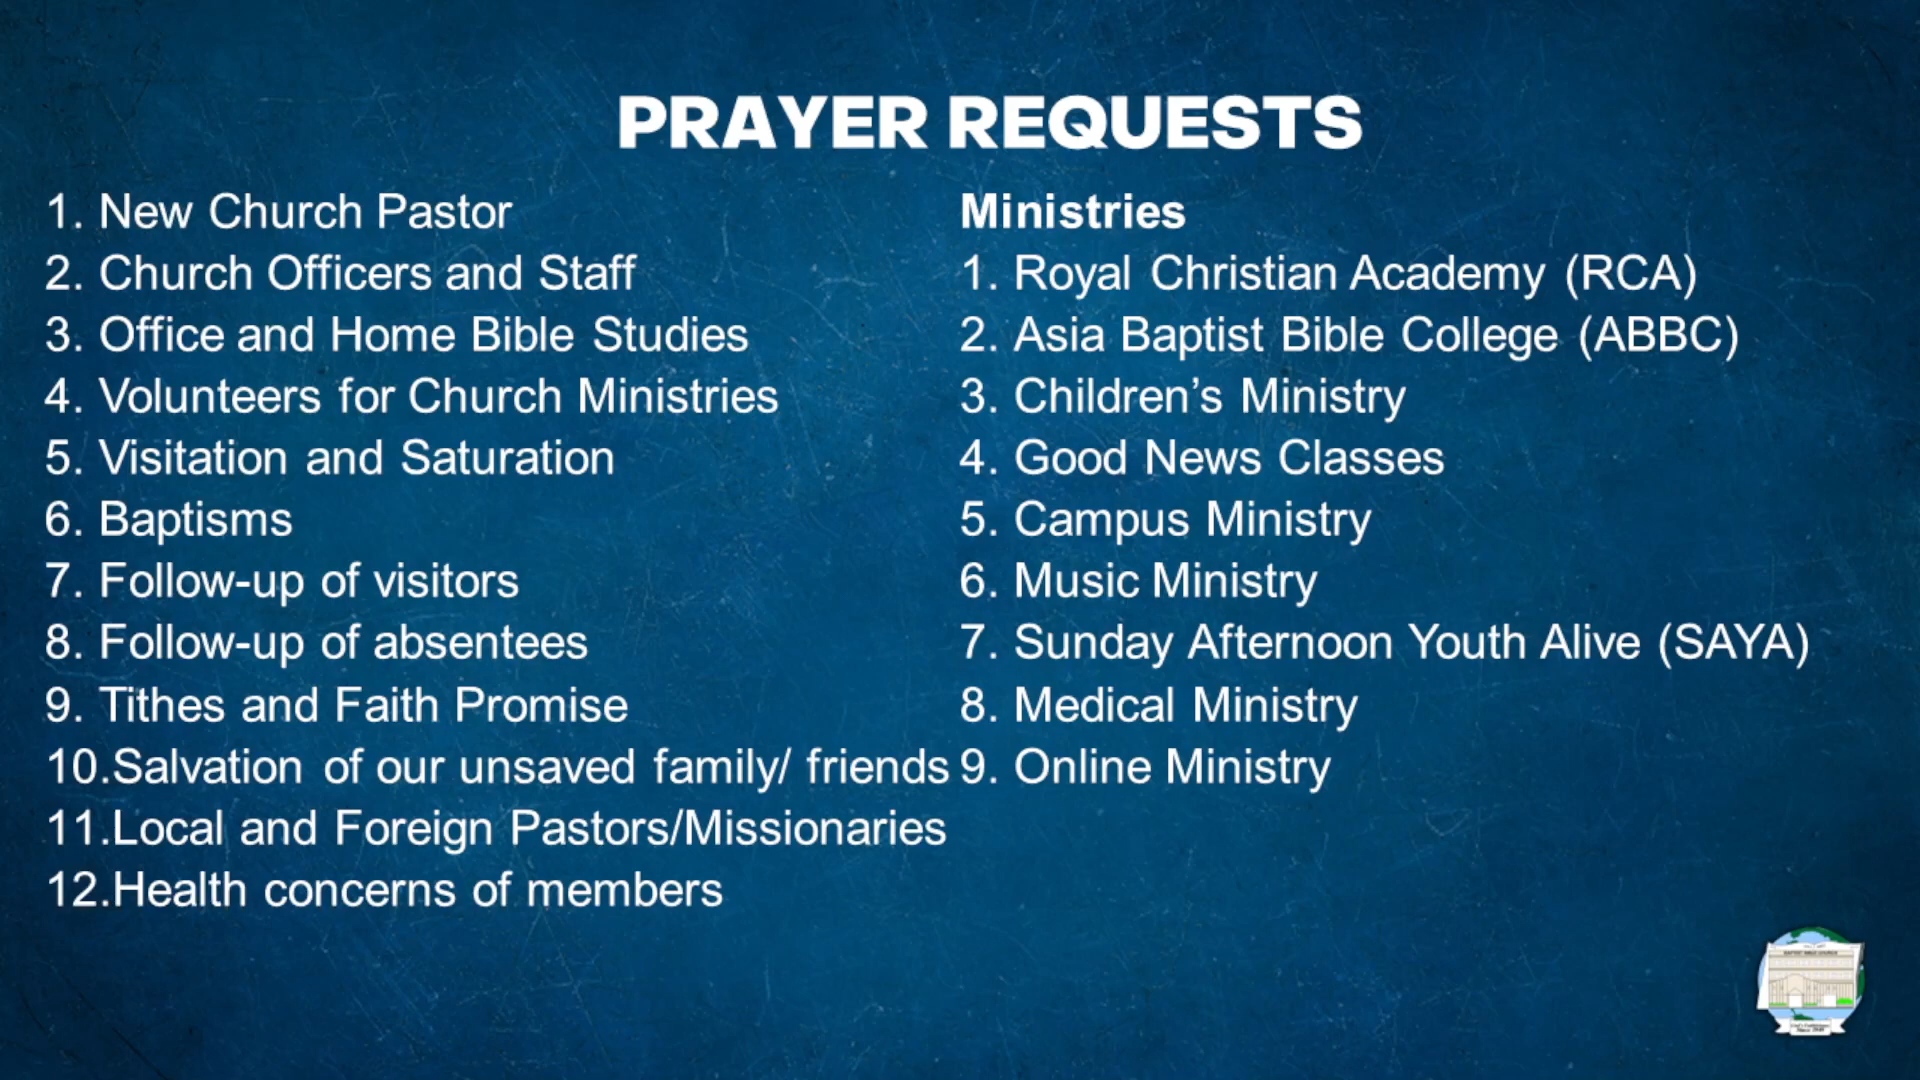 PRAYER REQUESTS
1. New Church Pastor
2. Church Officers and Staff
3. Office and Home Bible Studies
4. Volunteers for Church Ministries
5. Visitation and Saturation
6. Baptisms
7. Follow-up of visitors
8. Follow-up of absentees
9. Tithes and Faith Promise
10.Salvation of our unsaved family/ friends
11.Local and Foreign Pastors/Missionaries
12.Health concerns of members
Ministries
1. Royal Christian Academy (RCA)
2. Asia Baptist Bible College (ABBC)
3. Children’s Ministry
4. Good News Classes
5. Campus Ministry
6. Music Ministry
7. Sunday Afternoon Youth Alive (SAYA)
8. Medical Ministry
9. Online Ministry
BAPTIST BIBLE CHURCH